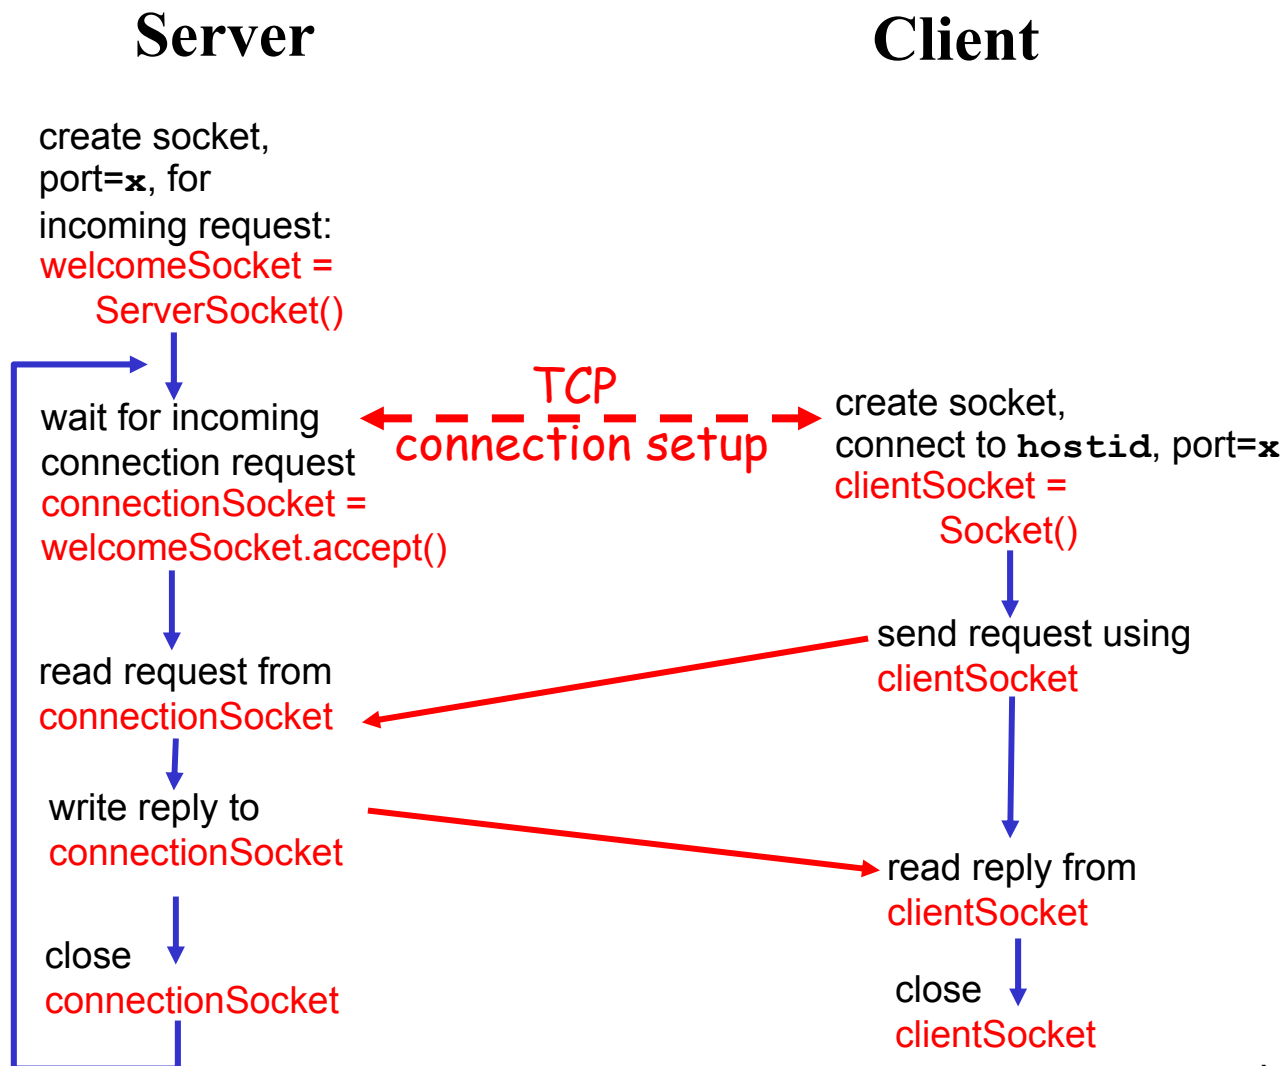 Server
create socket,
port=x, for
incoming request:
welcomeSocket =
ServerSocket()
wait for incoming
connection request
connectionSocket =
welcomeSocket.accept()
read request from
connectionSocket
write reply to
connectionSocket
close
connectionSocket
TCP
connection setup
Client
create socket,
connect to hostid, port=x
clientSocket =
Socket()
send request using
clientSocket
read reply from
clientSocket
close
clientSocket